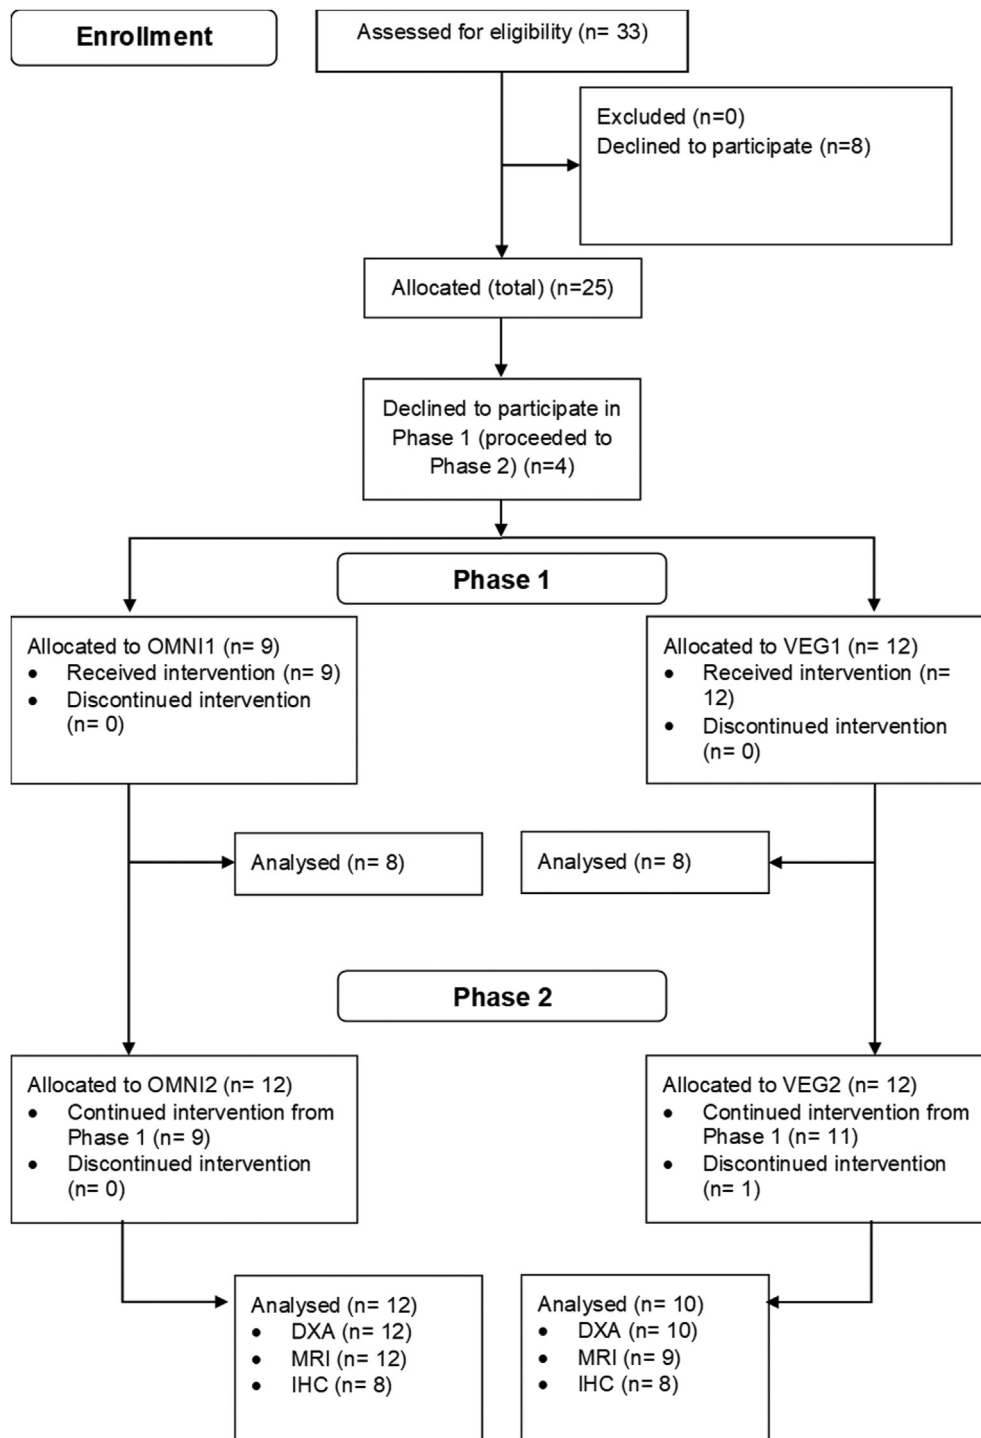 Enrollment
Assessed for eligibility (n= 33)
Excluded (n=0)
Declined to participate (n=8)
Allocated (total) (n=25)
Declined to participate in
Phase 1 (proceeded to
Phase 2) (n=4)
Phase 1
Allocated to OMNI1 (n= 9)
• Received intervention (n= 9)
• Discontinued intervention
(n= 0)
Allocated to VEG1 (n= 12)
• Received intervention (n=
12)
• Discontinued intervention
(n= 0)
Analysed (n= 8)
Analysed (n= 8)
Phase 2
Allocated to OMNI2 (n= 12)
• Continued intervention from
Phase 1 (n= 9)
• Discontinued intervention
(n= 0)
Allocated to VEG2 (n= 12)
• Continued intervention from
Phase 1 (n= 11)
• Discontinued intervention
(n= 1)
Analysed (n= 12)
• DXA (n= 12)
• MRI (n= 12)
• IHC (n= 8)
Analysed (n= 10)
• DXA (n= 10)
• MRI (n= 9)
• IHC (n= 8)